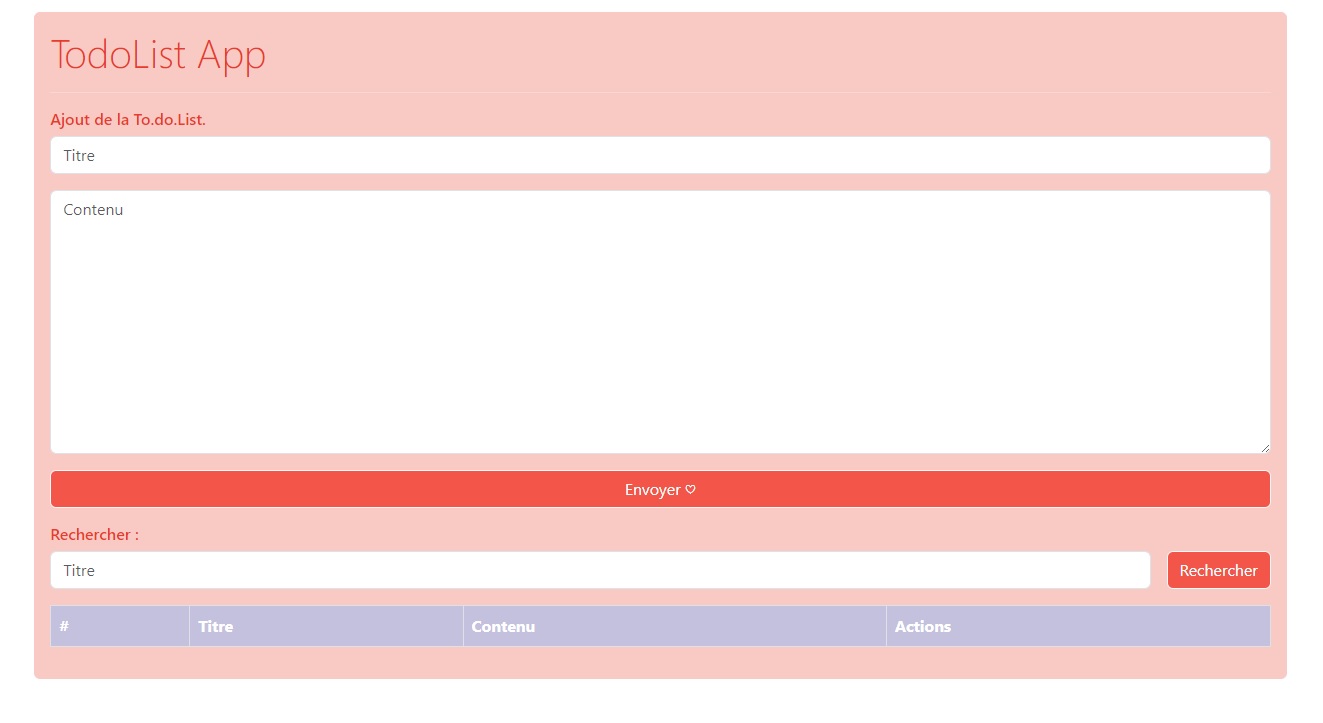 TodoList App
Ajout de la To.do.List.
Titre
Contenu
Envoyer ♡
Rechercher :
Titre Rechercher
# Titre Contenu Actions